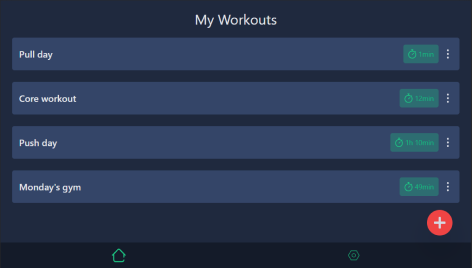 My Workouts
Pull day
1min
Core workout
12min
Push day
1h 10min
Monday's gym
49min